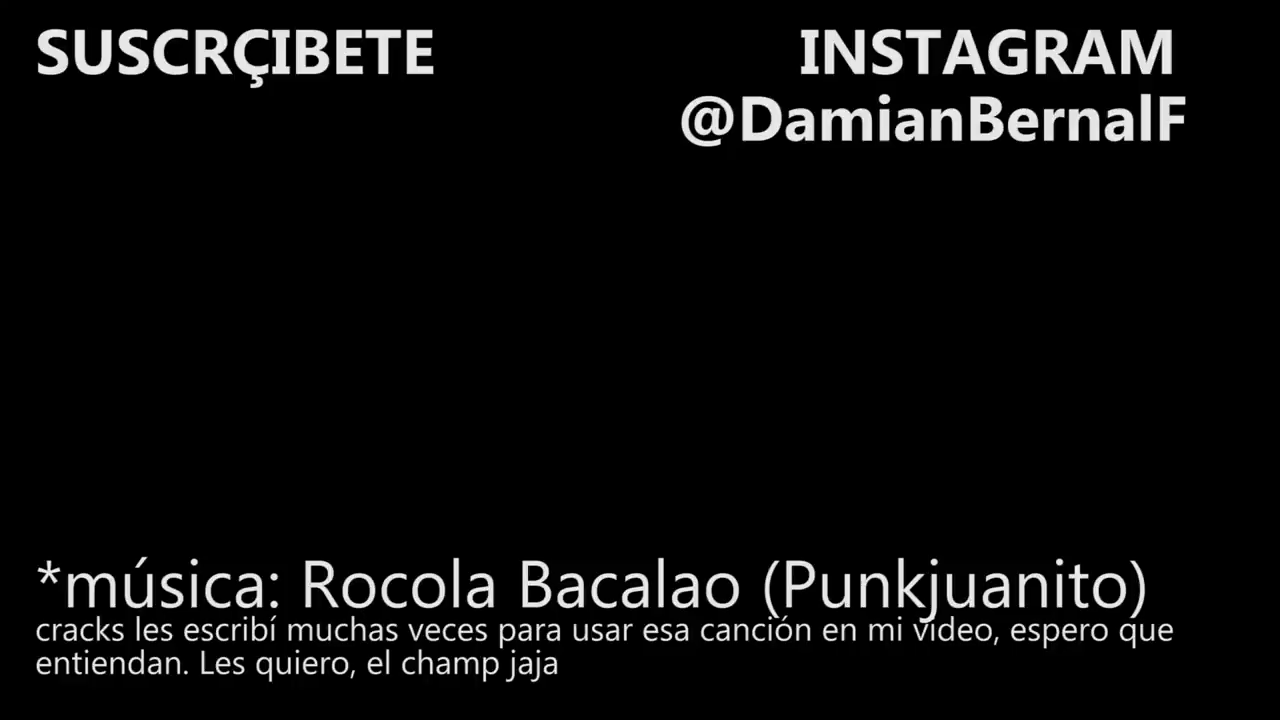 SUSCRÇIBETE
INSTAGRAM
@DamianBernalF
*música: Rocola Bacalao (Punkjuanito)
cracks les escribí muchas veces para usar esa canción en mi video, espero que
entiendan. Les quiero, el champ jaja